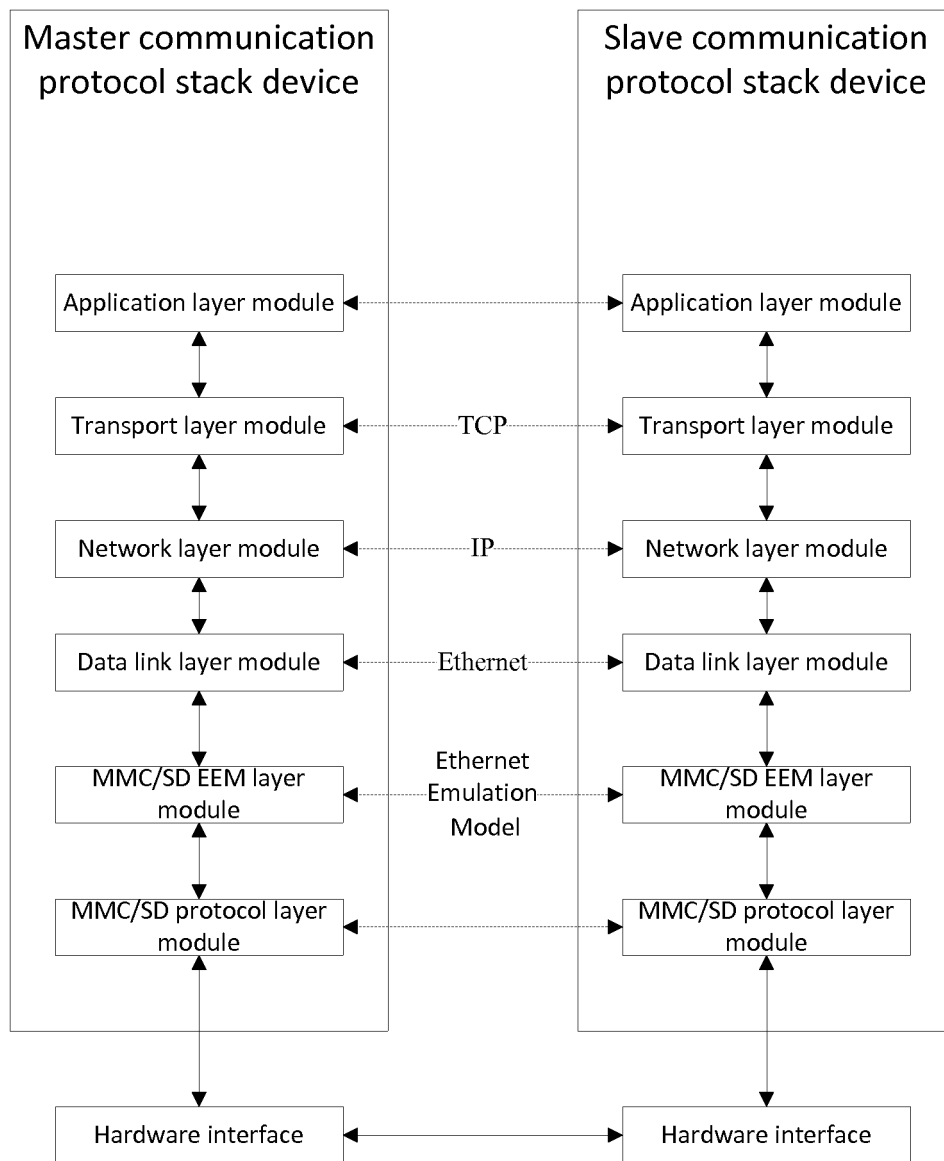 Master communication
protocol stack device
Slave communication
protocol stack device
Application layer module
Application layer module
Transport layer module
TCP
Transport layer module
Network layer module
IP
Network layer module
Data link layer module
Ethernet
Data link layer module
MMC/SD EEM layer
module
Ethernet
Emulation
Model
MMC/SD EEM layer
module
MMC/SD protocol layer
module
MMC/SD protocol layer
module
Hardware interface
Hardware interface